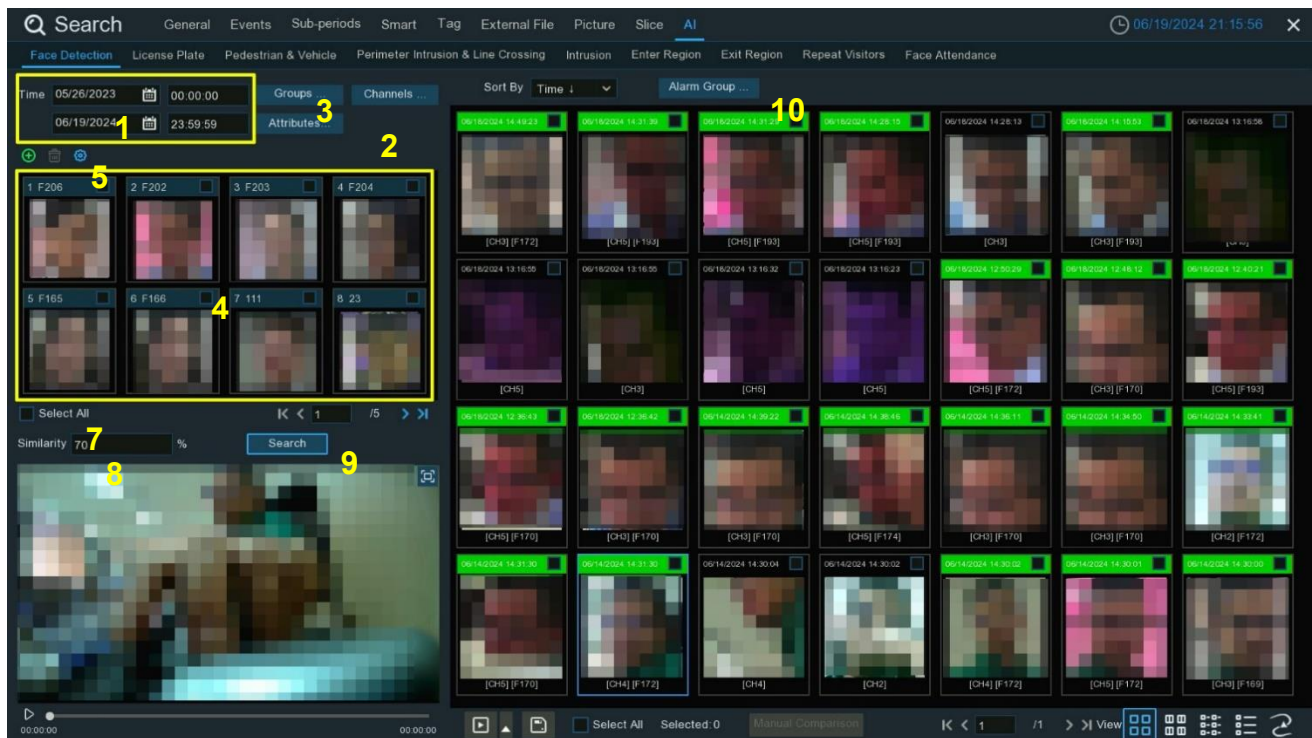 Search General Events Sub-periods Smart Tag External File Picture Slice AI 06/19/2024 21:15:56
Face Detection License Plate Pedestrian & Vehicle Perimeter Intrusion & Line Crossing Intrusion Enter Region Exit Region Repeat Visitors Face Attendance
Time 05/26/2023 00:00:00 Groups ... Channels ...
06/19/2024 23:59:59 Attributes...
1
3
2
5
1 F206 2 F202 3 F203 4 F204
5 F165 6 F166 7 111 8 23
4
Select All 1 /5
Similarity 70 % Search
7
8
9
00:00:00 00:00:00
Sort By Time ↓ Alarm Group ...
10
06/18/2024 14:49:23 06/18/2024 14:31:39 06/18/2024 14:31:29 06/18/2024 14:28:15 06/18/2024 14:28:13 06/18/2024 14:15:53 06/18/2024 13:16:56
[CH3] [F172] [CH5] [F193] [CH5] [F193] [CH5] [F193] [CH3] [CH3] [F193]
06/18/2024 13:16:55 06/18/2024 13:16:55 06/18/2024 13:16:32 06/18/2024 13:16:23 06/18/2024 12:50:29 06/18/2024 12:48:12 06/18/2024 12:40:21
[CH5] [CH3] [CH5] [CH5] [CH5] [F172] [CH3] [F170] [CH5] [F193]
06/18/2024 12:36:43 06/18/2024 12:36:42 06/14/2024 14:39:22 06/14/2024 14:38:46 06/14/2024 14:36:11 06/14/2024 14:34:50 06/14/2024 14:33:41
[CH5] [F170] [CH3] [F170] [CH3] [F170] [CH5] [F174] [CH3] [F170] [CH3] [F170] [CH2] [F172]
06/14/2024 14:31:30 06/14/2024 14:31:30 06/14/2024 14:30:04 06/14/2024 14:30:02 06/14/2024 14:30:02 06/14/2024 14:30:01 06/14/2024 14:30:00
[CH5] [F170] [CH4] [F172] [CH4] [CH2] [CH4] [F172] [CH5] [F172] [CH3] [F169]
Select All Selected:0 Manual Comparison 1 /1 View